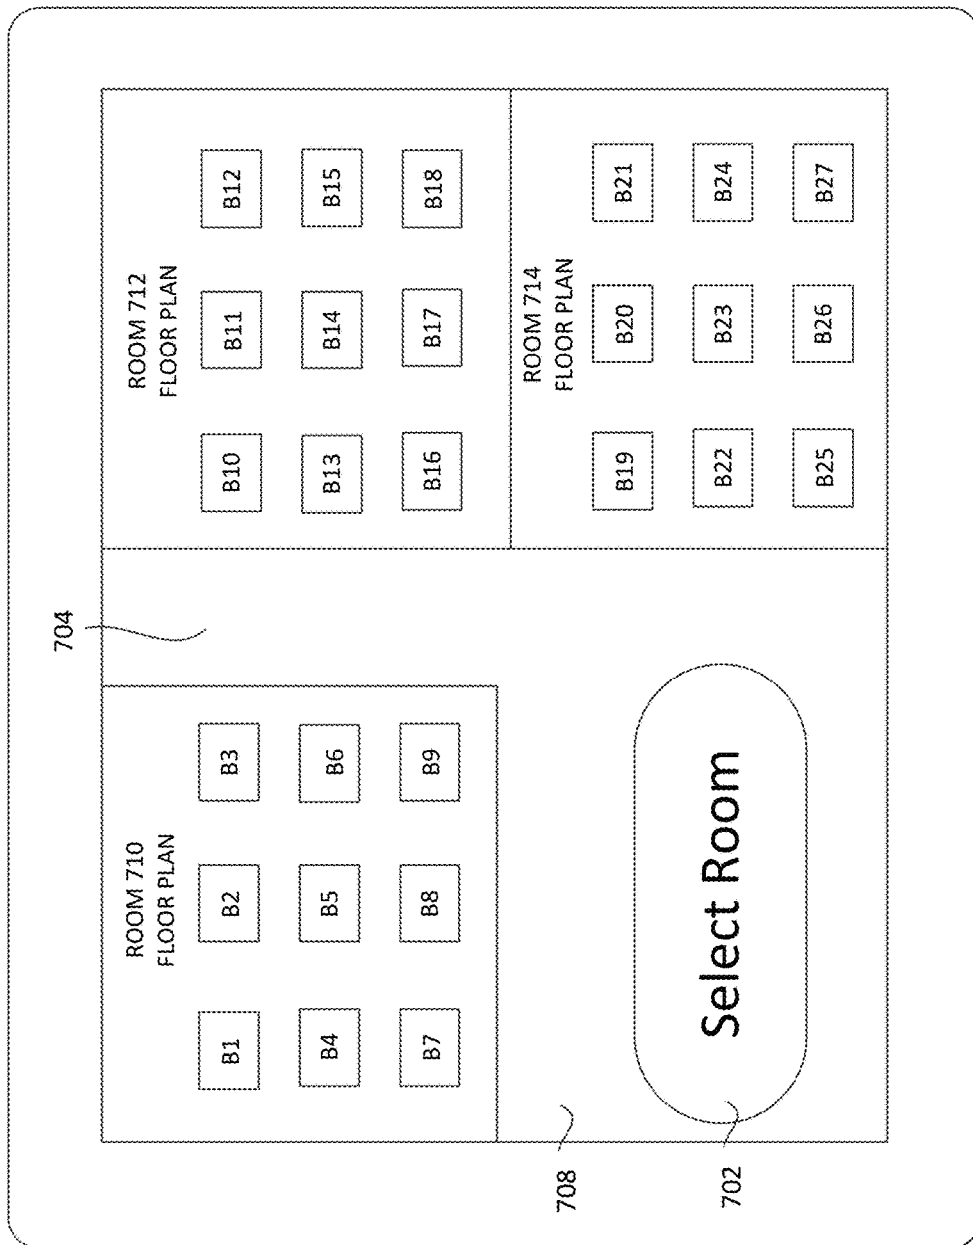 704
ROOM 710
FLOOR PLAN
B1
B2
B3
B4
B5
B6
B7
B8
B9
ROOM 712
FLOOR PLAN
B10
B11
B12
B13
B14
B15
B16
B17
B18
708
Select Room
702
ROOM 714
FLOOR PLAN
B19
B20
B21
B22
B23
B24
B25
B26
B27